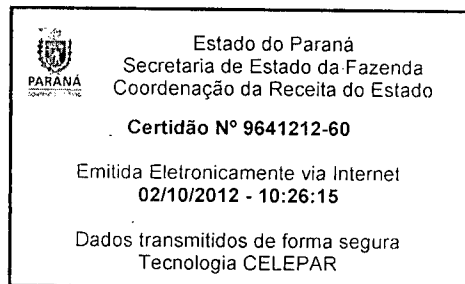 Estado do Paraná
Secretaria de Estado da Fazenda
PARANÁ
Coordenação da Receita do Estado
Certidão Nº 9641212-60
Emitida Eletronicamente via Internet
02/10/2012 - 10:26:15
Dados transmitidos de forma segura
Tecnologia CELEPAR